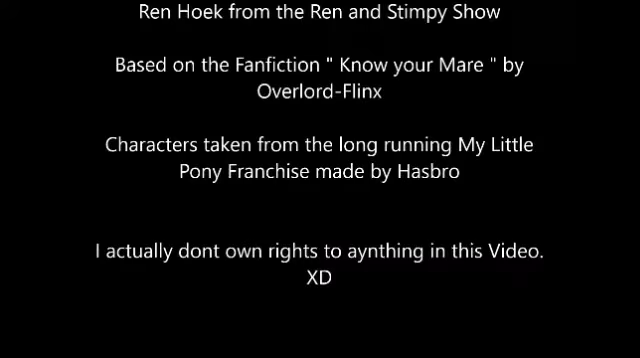 Ren Hoek from the Ren and Stimpy Show
Based on the Fanfiction " Know your Mare " by
Overlord-Flinx
Characters taken from the long running My Little
Pony Franchise made by Hasbro
I actually dont own rights to aynthing in this Video.
XD